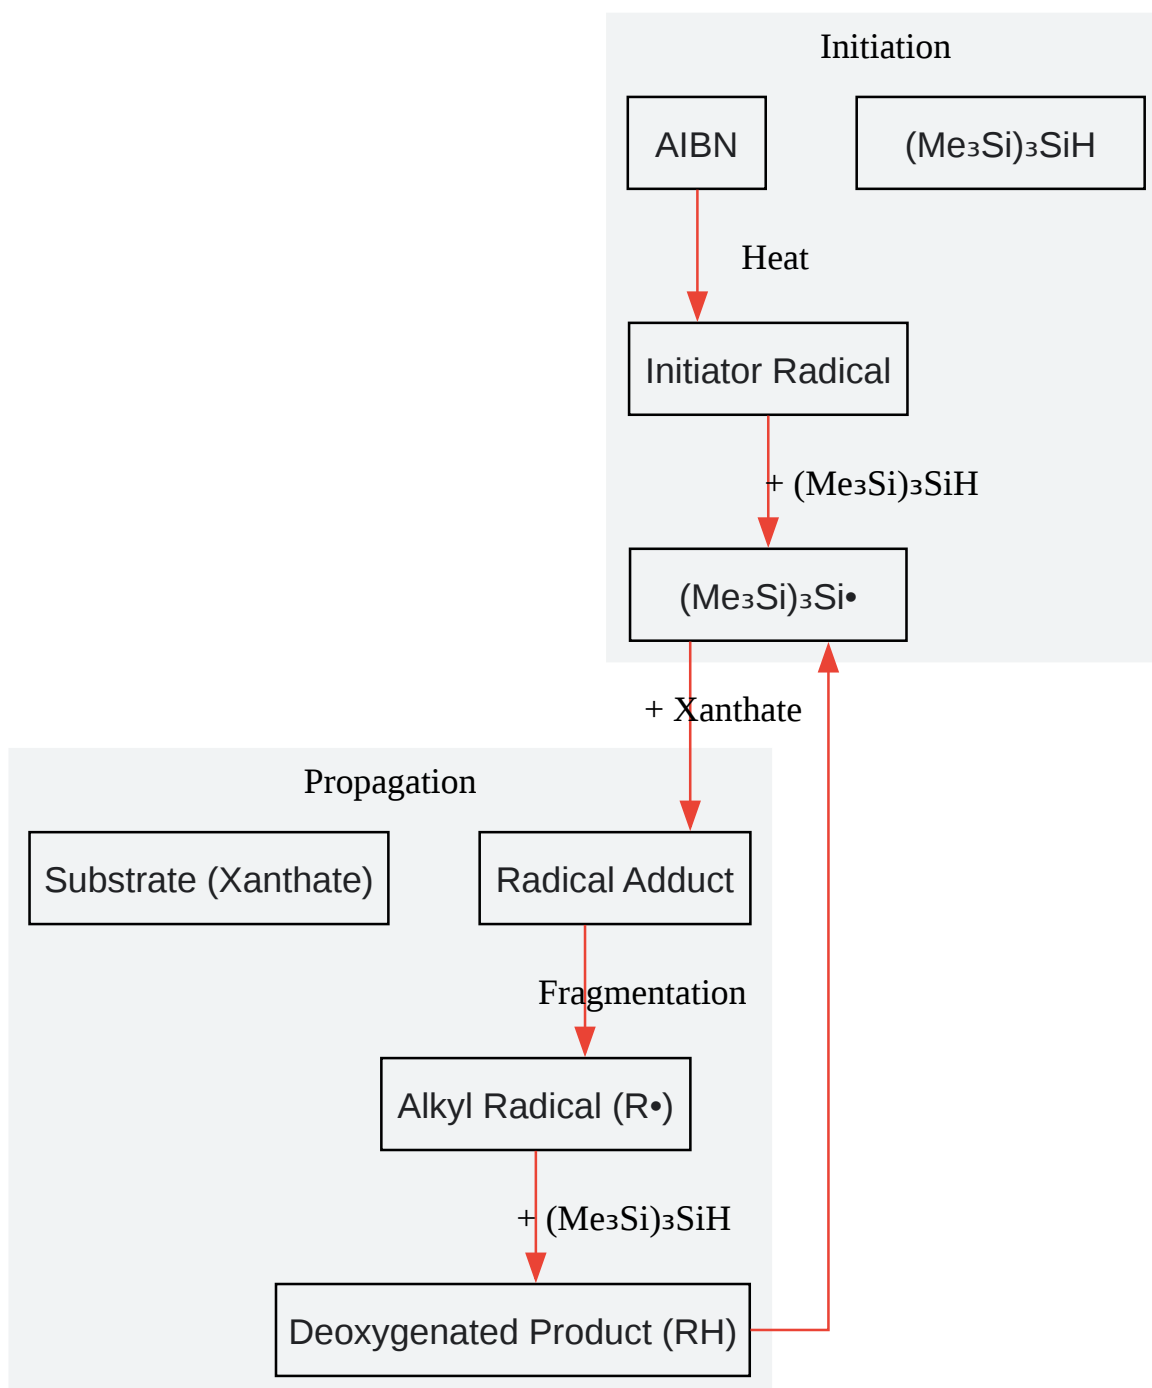 Initiation
AIBN
(Me₃Si)₃SiH
Heat
Initiator Radical
+ (Me₃Si)₃SiH
(Me₃Si)₃Si•
+ Xanthate
Propagation
Substrate (Xanthate)
Radical Adduct
Fragmentation
Alkyl Radical (R•)
+ (Me₃Si)₃SiH
Deoxygenated Product (RH)